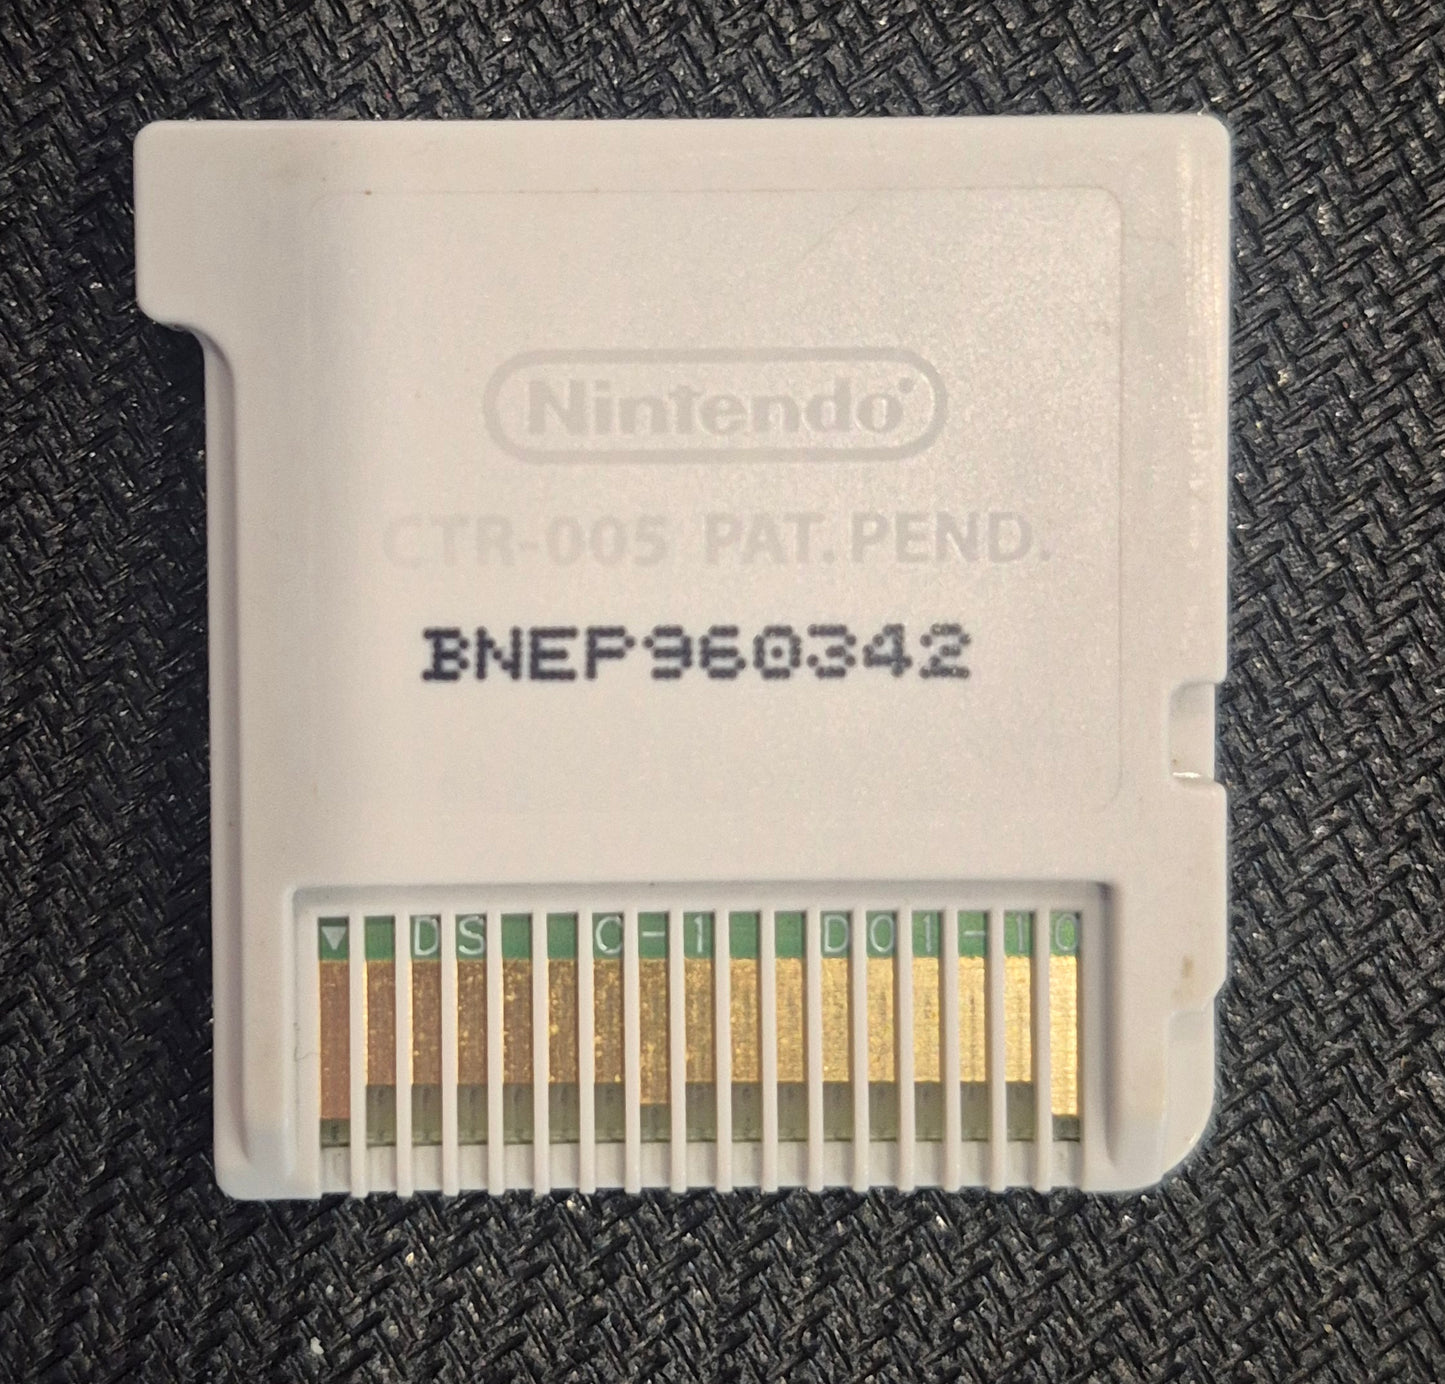 Nintendo
CTR-005 PAT. PEND.
BNEP960342
DS C-1 D01-10